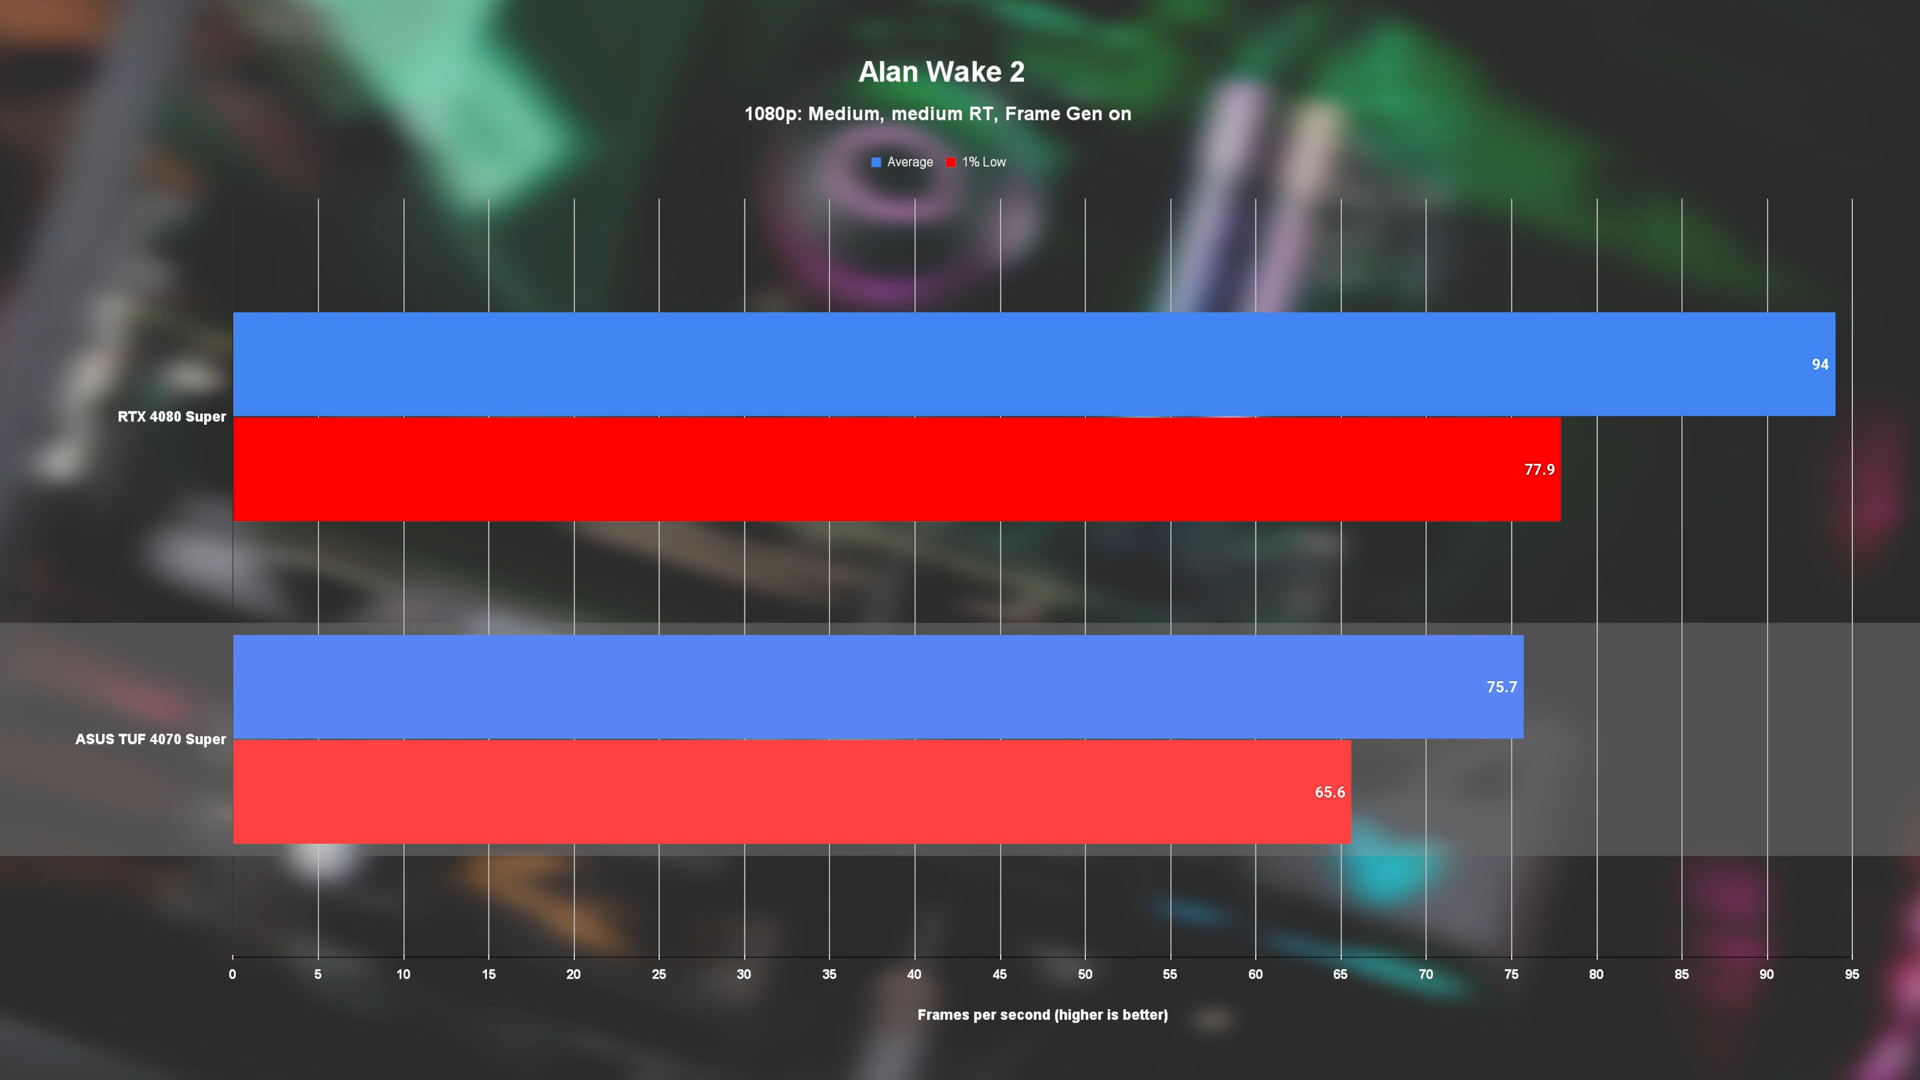 Alan Wake 2
1080p: Medium, medium RT, Frame Gen on
Average 1% Low
RTX 4080 Super
94
77.9
ASUS TUF 4070 Super
75.7
65.6
0 5 10 15 20 25 30 35 40 45 50 55 60 65 70 75 80 85 90 95
Frames per second (higher is better)